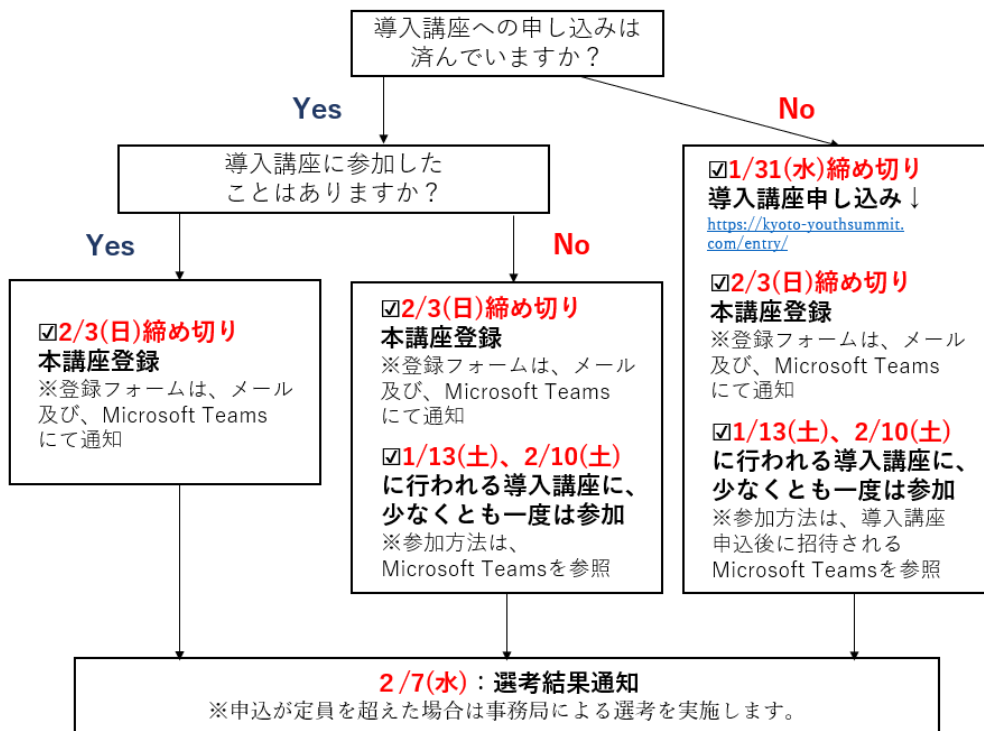 導入講座への申し込みは
済んでいますか？
Yes
No
導入講座に参加した
ことはありますか？
Yes
No
☑2/3(日)締め切り
本講座登録
※登録フォームは、メール
及び、Microsoft Teams
にて通知
☑2/3(日)締め切り
本講座登録
※登録フォームは、メール
及び、Microsoft Teams
にて通知
☑1/13(土)、2/10(土)
に行われる導入講座に、
少なくとも一度は参加
※参加方法は、
Microsoft Teamsを参照
☑1/31(水)締め切り
導入講座申し込み↓
https://kyoto-youthsummit.
com/entry/
☑2/3(日)締め切り
本講座登録
※登録フォームは、メール
及び、Microsoft Teams
にて通知
☑1/13(土)、2/10(土)
に行われる導入講座に、
少なくとも一度は参加
※参加方法は、導入講座
申込後に招待される
Microsoft Teamsを参照
２/7(水)：選考結果通知
※申込が定員を超えた場合は事務局による選考を実施します。